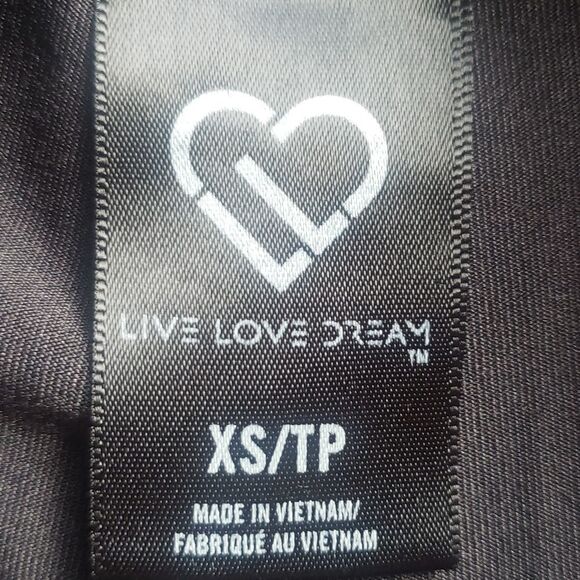 LIVE LOVE DREAM
TM
XS/TP
MADE IN VIETNAM/
FABRIQUÉ AU VIETNAM